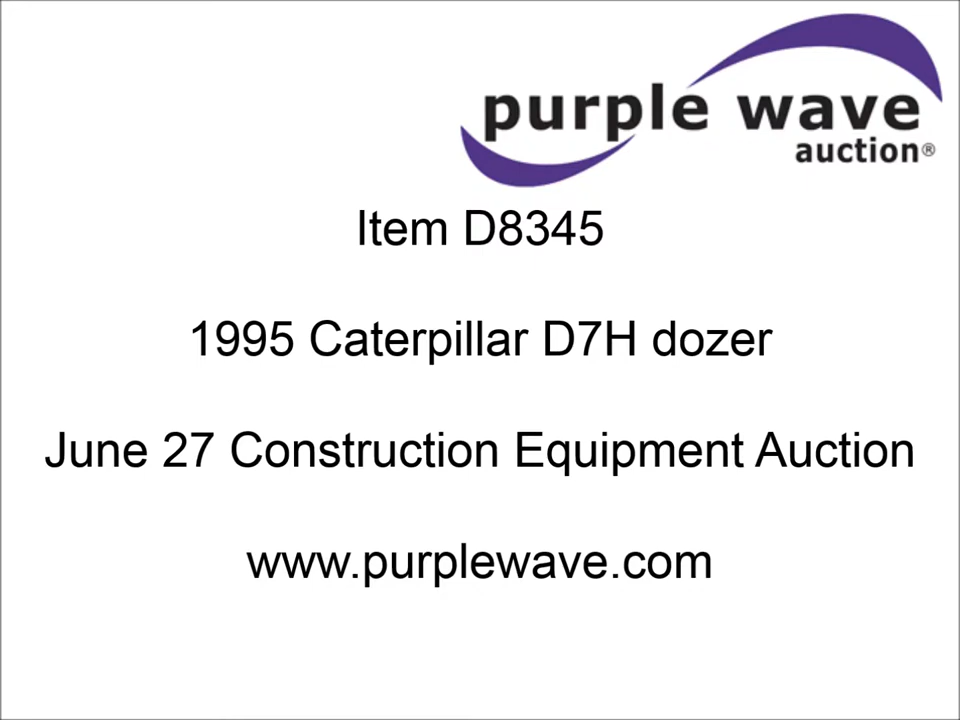 purple wave
auction®
Item D8345
1995 Caterpillar D7H dozer
June 27 Construction Equipment Auction
www.purplewave.com